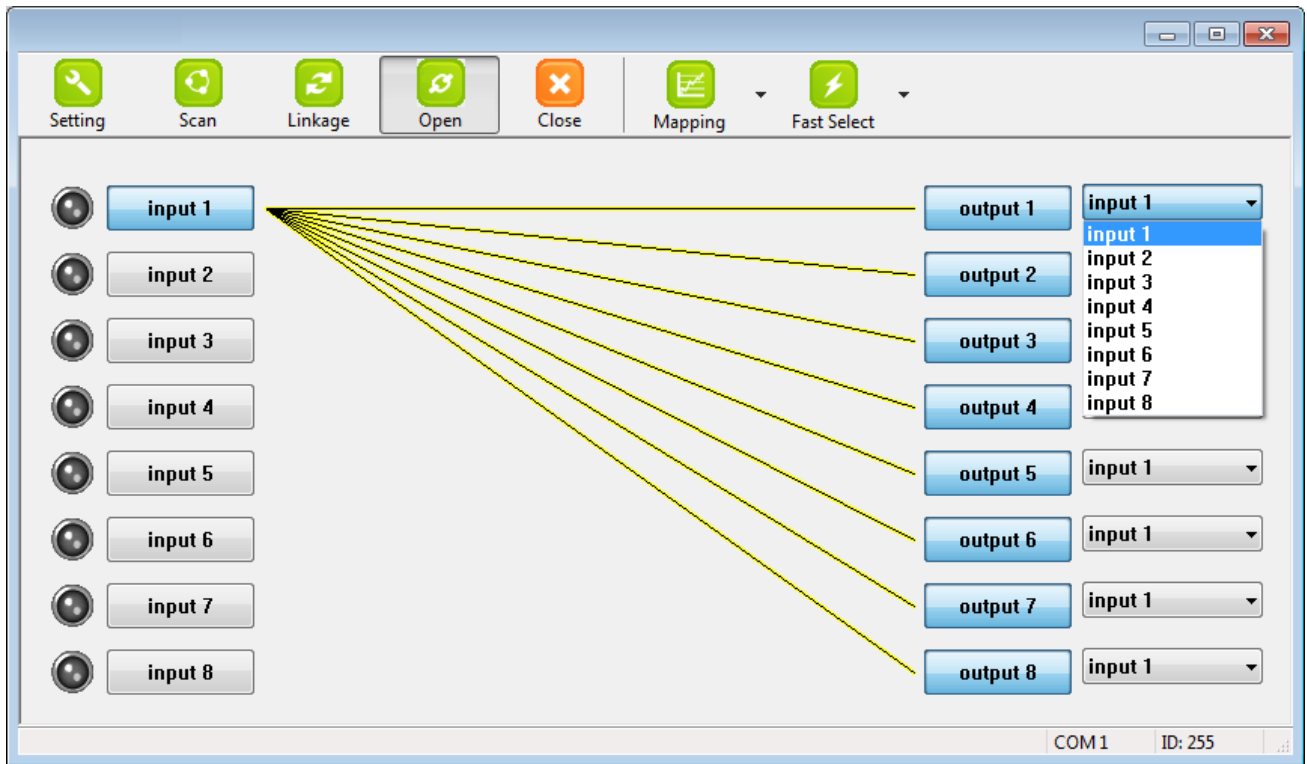 Setting Scan Linkage Open Close Mapping Fast Select
input 1 output 1 input 1
input 1
input 2 output 2 input 2
input 3
input 3 output 3 input 4
input 5
input 6
input 7
input 4 output 4 input 8
input 5 output 5 input 1
input 6 output 6 input 1
input 7 output 7 input 1
input 8 output 8 input 1
COM 1 ID: 255